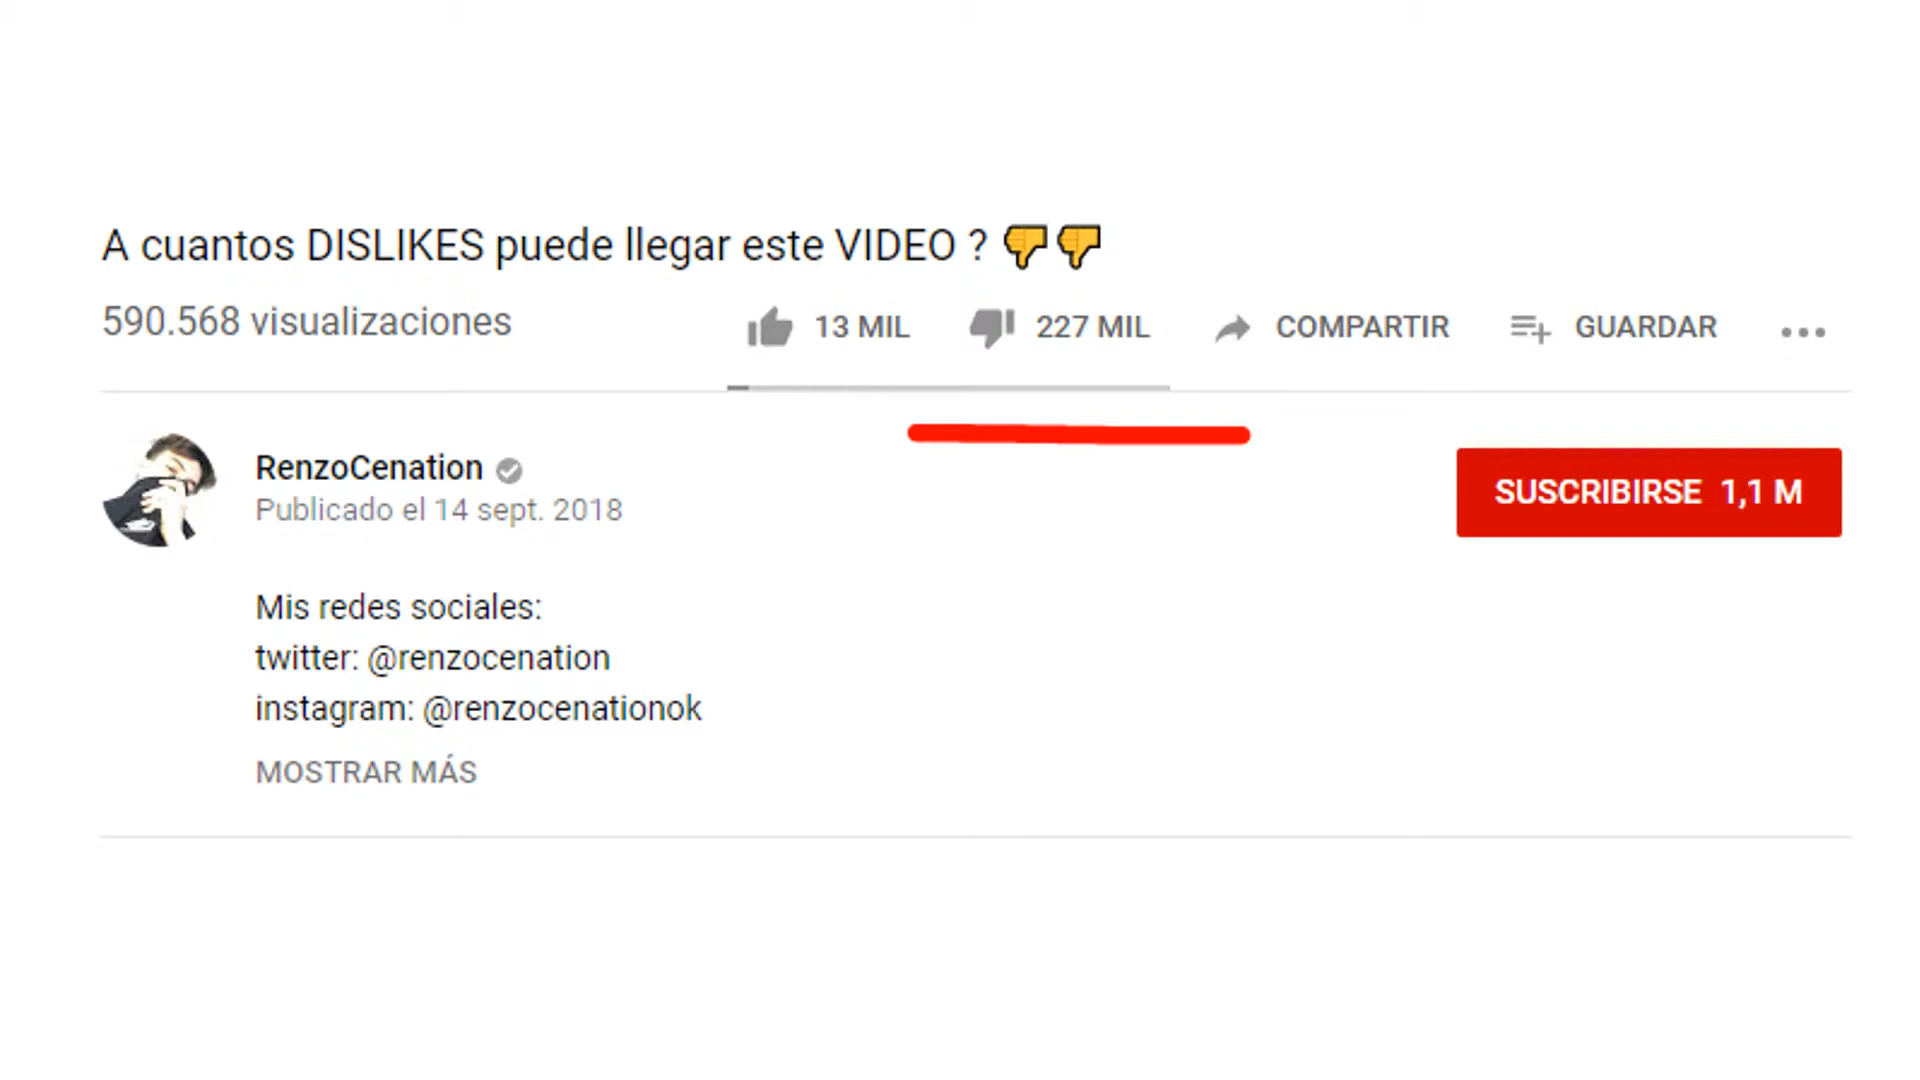 A cuantos DISLIKES puede llegar este VIDEO ? 👎👎
590.568 visualizaciones 13 MIL 227 MIL COMPARTIR GUARDAR
RenzoCenation
Publicado el 14 sept. 2018
SUSCRIBIRSE 1,1 M
Mis redes sociales:
twitter: @renzocenation
instagram: @renzocenationok
MOSTRAR MÁS